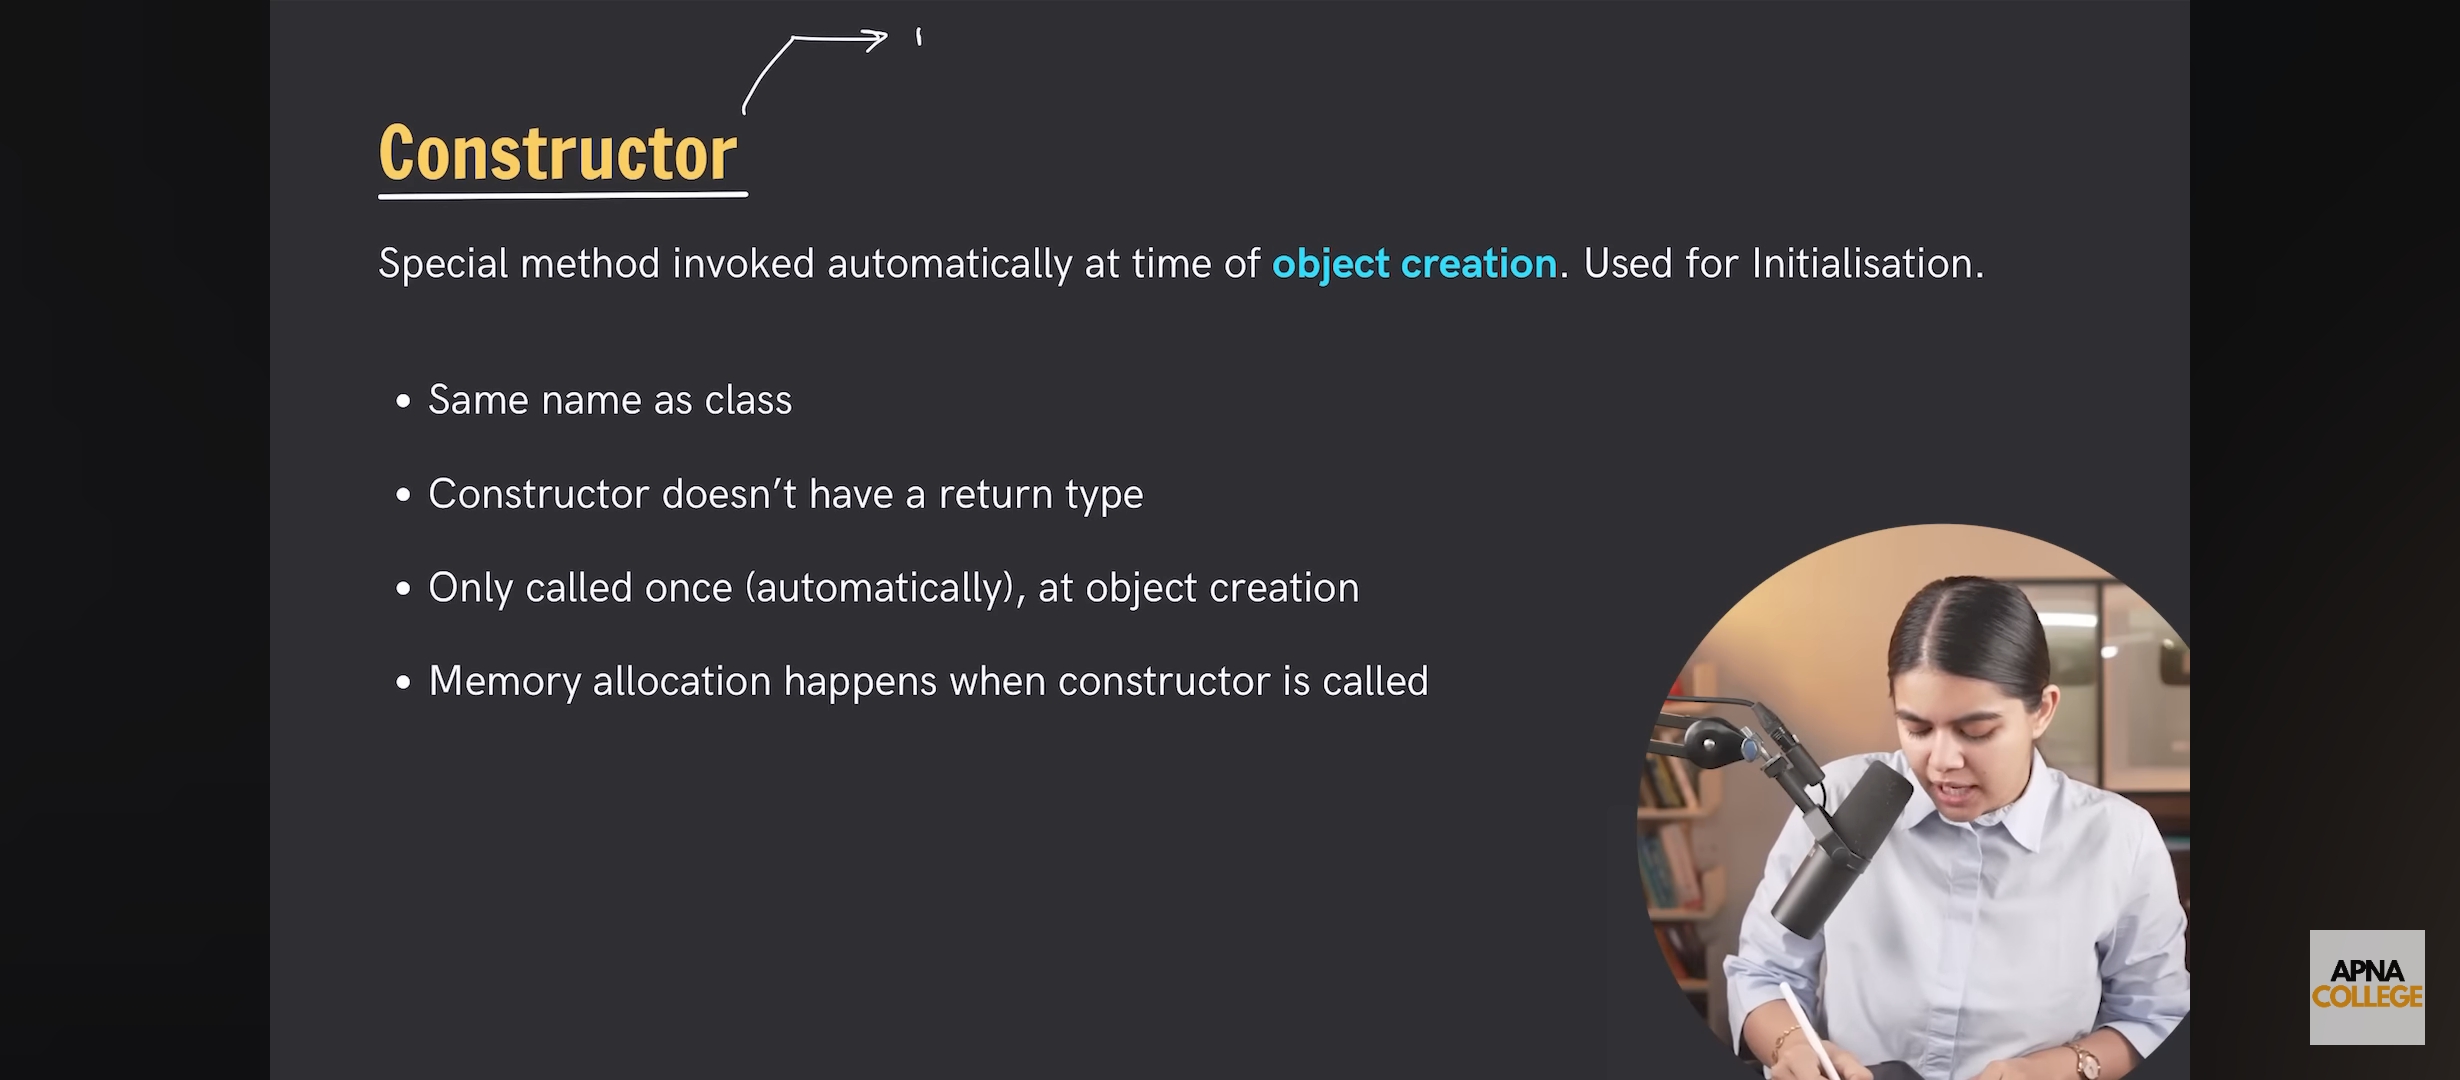 Constructor
Special method invoked automatically at time of object creation. Used for Initialisation.
• Same name as class
• Constructor doesn’t have a return type
• Only called once (automatically), at object creation
• Memory allocation happens when constructor is called
APNA
COLLEGE